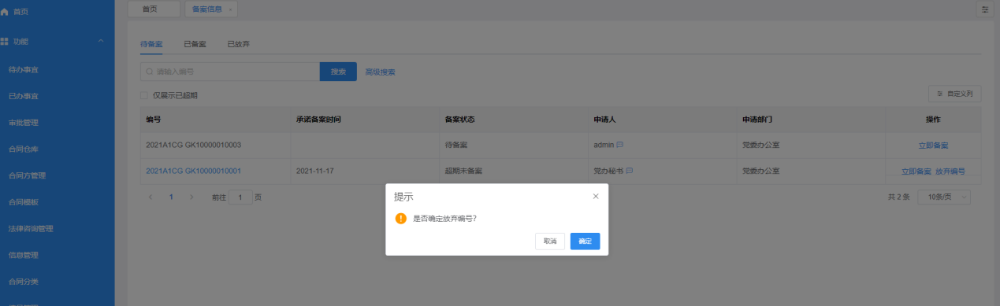 首页
功能
待办事宜
已办事宜
审批管理
合同仓库
合同方管理
合同模板
法律咨询管理
信息管理
合同分类
首页 备案信息 ×
待备案 已备案 已放弃
请输入编号 搜索 高级搜索
仅展示已超期 自定义列
编号 承诺备案时间 备案状态 申请人 申请部门 操作
2021A1CG GK10000010003 待备案 admin 党委办公室 立即备案
2021A1CG GK10000010001 2021-11-17 超期未备案 党办秘书 党委办公室 立即备案 放弃编号
< 1 > 前往 1 页 共 2 条 10条/页
提示 ×
是否确定放弃编号?
取消 确定